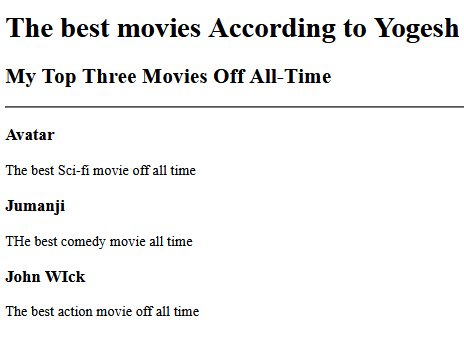 The best movies According to Yogesh
My Top Three Movies Off All-Time
Avatar
The best Sci-fi movie off all time
Jumanji
THe best comedy movie all time
John WIck
The best action movie off all time